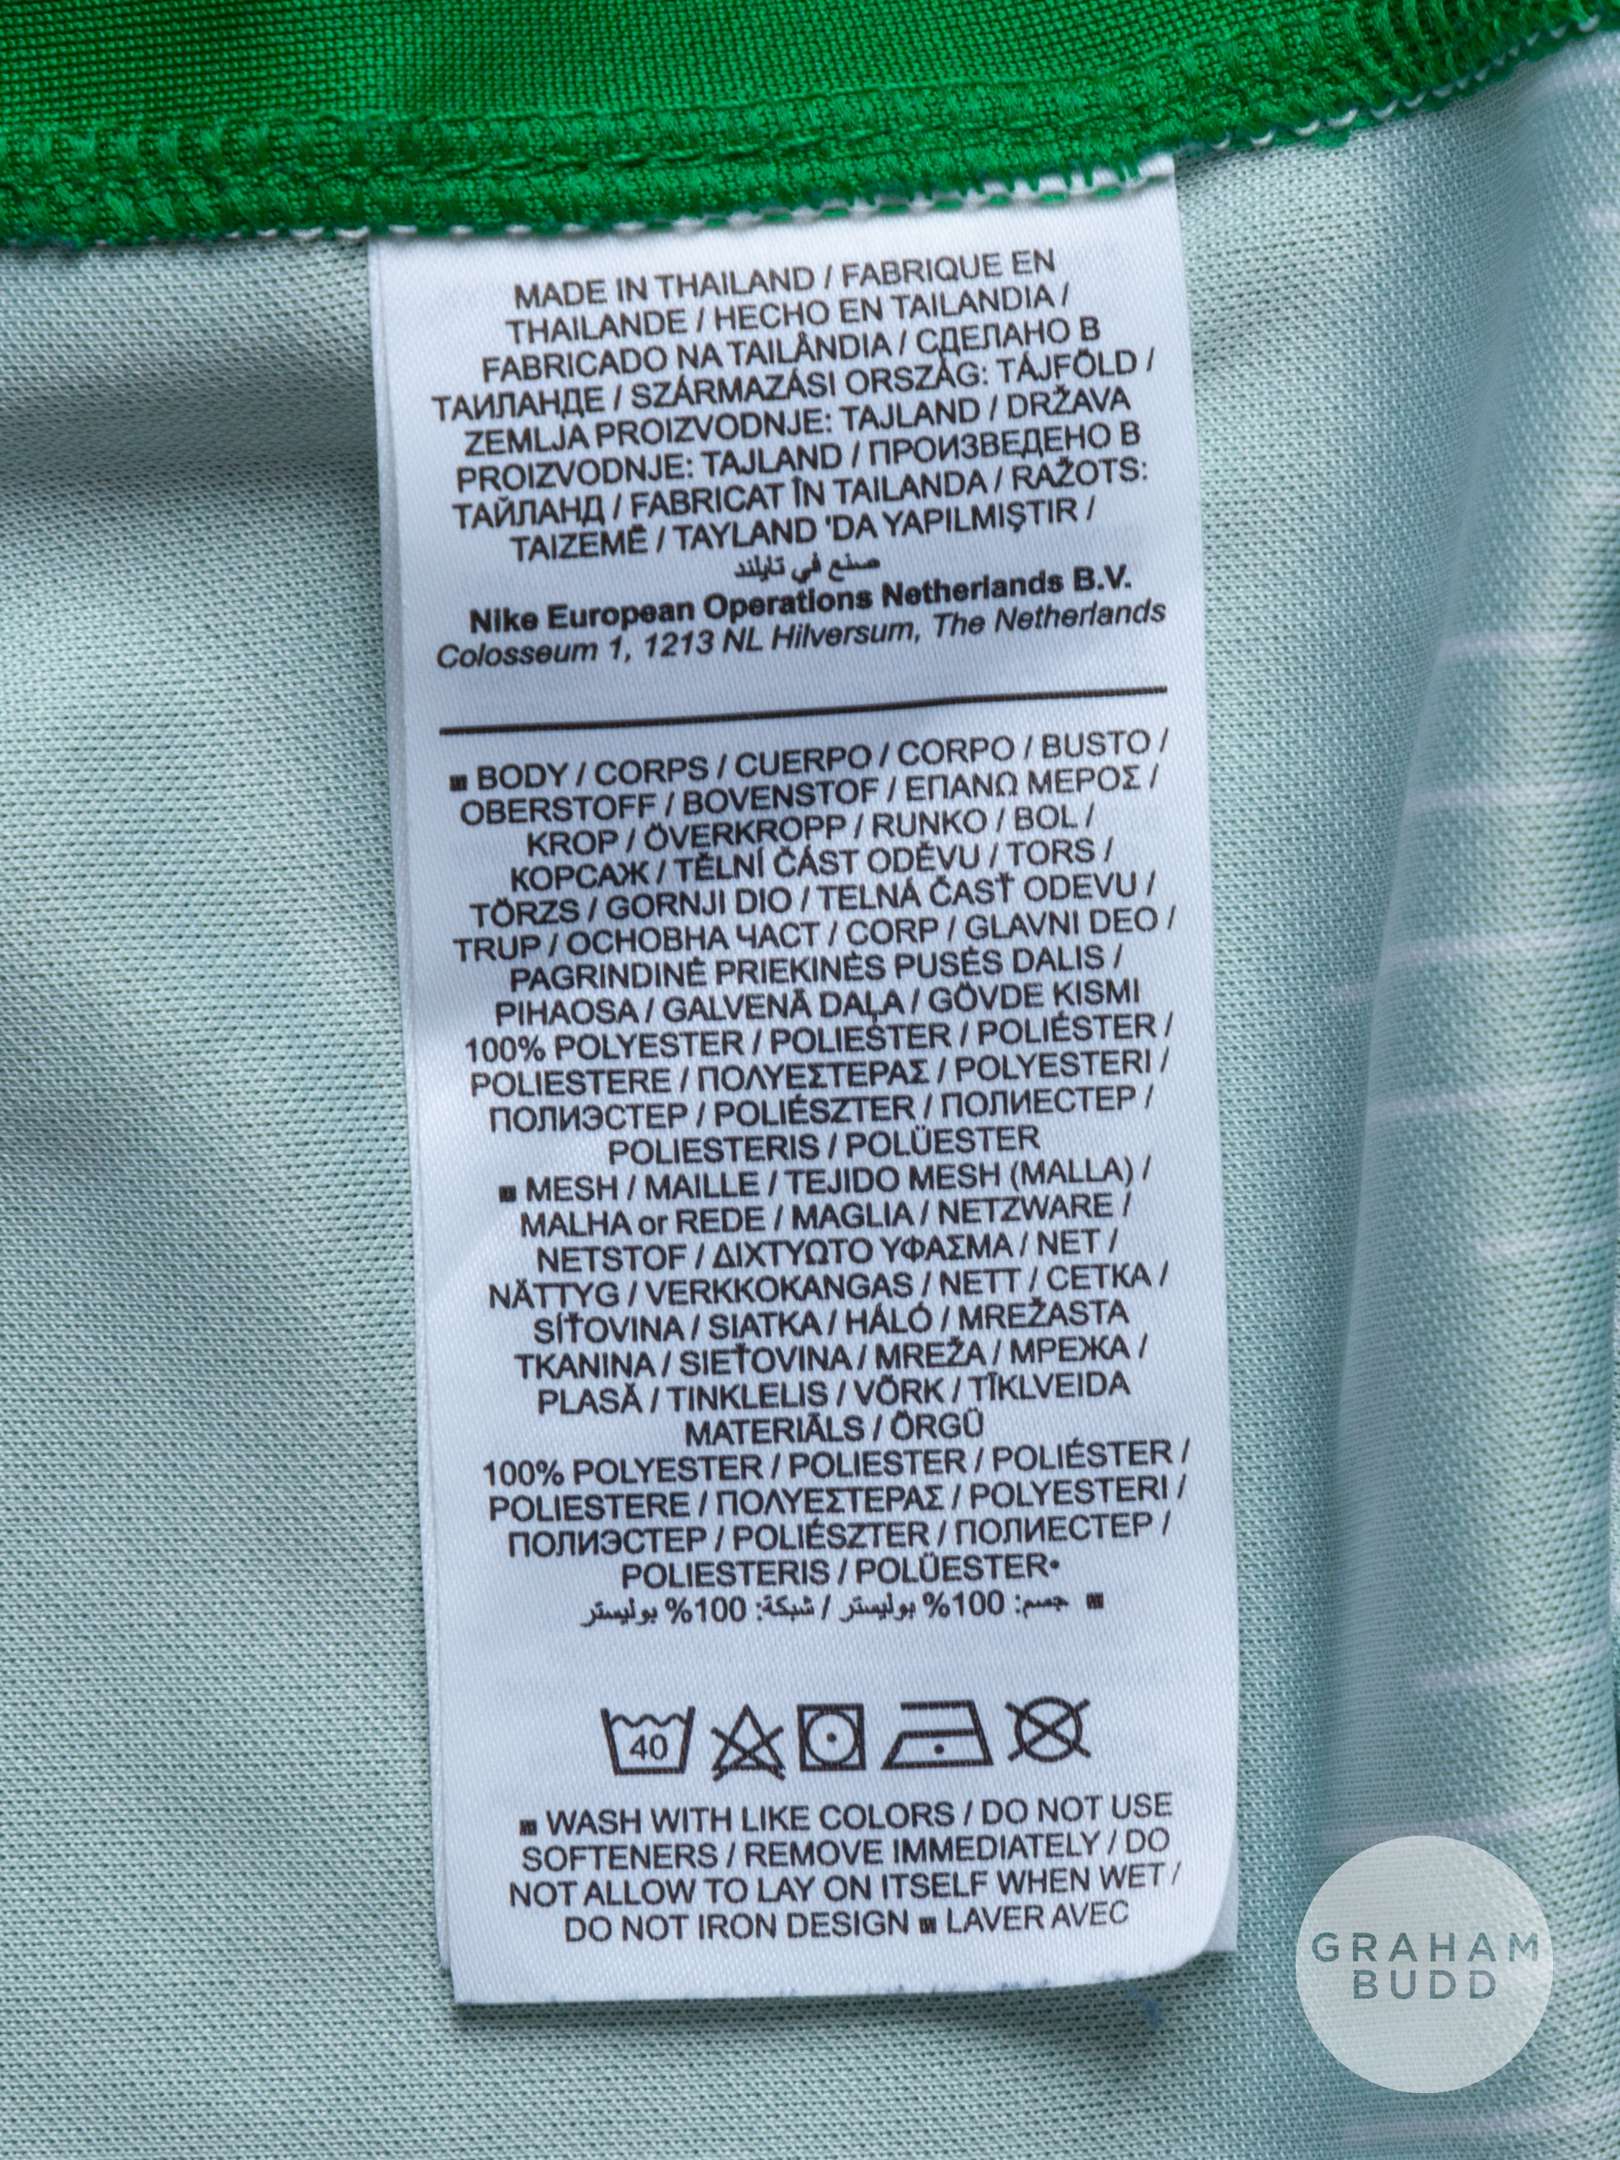 MADE IN THAILAND / FABRIQUE EN
THAILANDE / HECHO EN TAILANDIA /
FABRICADO NA TAILÂNDIA / СДЕЛАНО В
ТАИЛАНДЕ / SZÁRMAZÁSI ORSZÁG: TÁJFÖLD /
ZEMLJA PROIZVODNJE: TAJLAND / DRŽAVA
PROIZVODNJE: TAJLAND / ПРОИЗВЕДЕНО В
ТАЙЛАНД / FABRICAT ÎN TAILANDA / RAŽOTS:
TAIZEMĒ / TAYLAND 'DA YAPILMIŞTIR /
صنع في تايلند
Nike European Operations Netherlands B.V.
Colosseum 1, 1213 NL Hilversum, The Netherlands
BODY / CORPS / CUERPO / CORPO / BUSTO /
OBERSTOFF / BOVENSTOF / ΕΠΑΝΩ ΜΕΡΟΣ /
KROP / ÖVERKROPP / RUNKO / BOL /
КОРСАЖ / TĚLNÍ ČÁST ODĚVU / TORS /
TÖRZS / GORNJI DIO / TELNÁ ČASŤ ODEVU /
TRUP / ОСНОВНА ЧАСТ / CORP / GLAVNI DEO /
PAGRINDINĖ PRIEKINĖS PUSĖS DALIS /
PIHAOSA / GALVENĀ DAĻA / GÖVDE KISMI
100% POLYESTER / POLIESTER / POLIÉSTER /
POLIESTERE / ΠΟΛΥΕΣΤΕΡΑΣ / POLYESTERI /
ПОЛИЭСТЕР / POLIÉSZTER / ПОЛИЕСТЕР /
POLIESTERIS / POLÜESTER
MESH / MAILLE / TEJIDO MESH (MALLA) /
MALHA or REDE / MAGLIA / NETZWARE /
NETSTOF / ΔΙΧΤΥΩΤΟ ΥΦΑΣΜΑ / NET /
NÄTTYG / VERKKOKANGAS / NETT / СЕТКА /
SÍŤOVINA / SIATKA / HÁLÓ / MREŽASTA
TKANINA / SIEŤOVINA / MREŽA / МРЕЖА /
PLASĂ / TINKLELIS / VÕRK / TĪKLVEIDA
MATERIĀLS / ÖRGÜ
100% POLYESTER / POLIESTER / POLIÉSTER /
POLIESTERE / ΠΟΛΥΕΣΤΕΡΑΣ / POLYESTERI /
ПОЛИЭСТЕР / POLIÉSZTER / ПОЛИЕСТЕР /
POLIESTERIS / POLÜESTER•
جسم: 100% بوليستر / شبكة: 100% بوليستر
40
WASH WITH LIKE COLORS / DO NOT USE
SOFTENERS / REMOVE IMMEDIATELY / DO
NOT ALLOW TO LAY ON ITSELF WHEN WET /
DO NOT IRON DESIGN LAVER AVEC
GRAHAM
BUDD